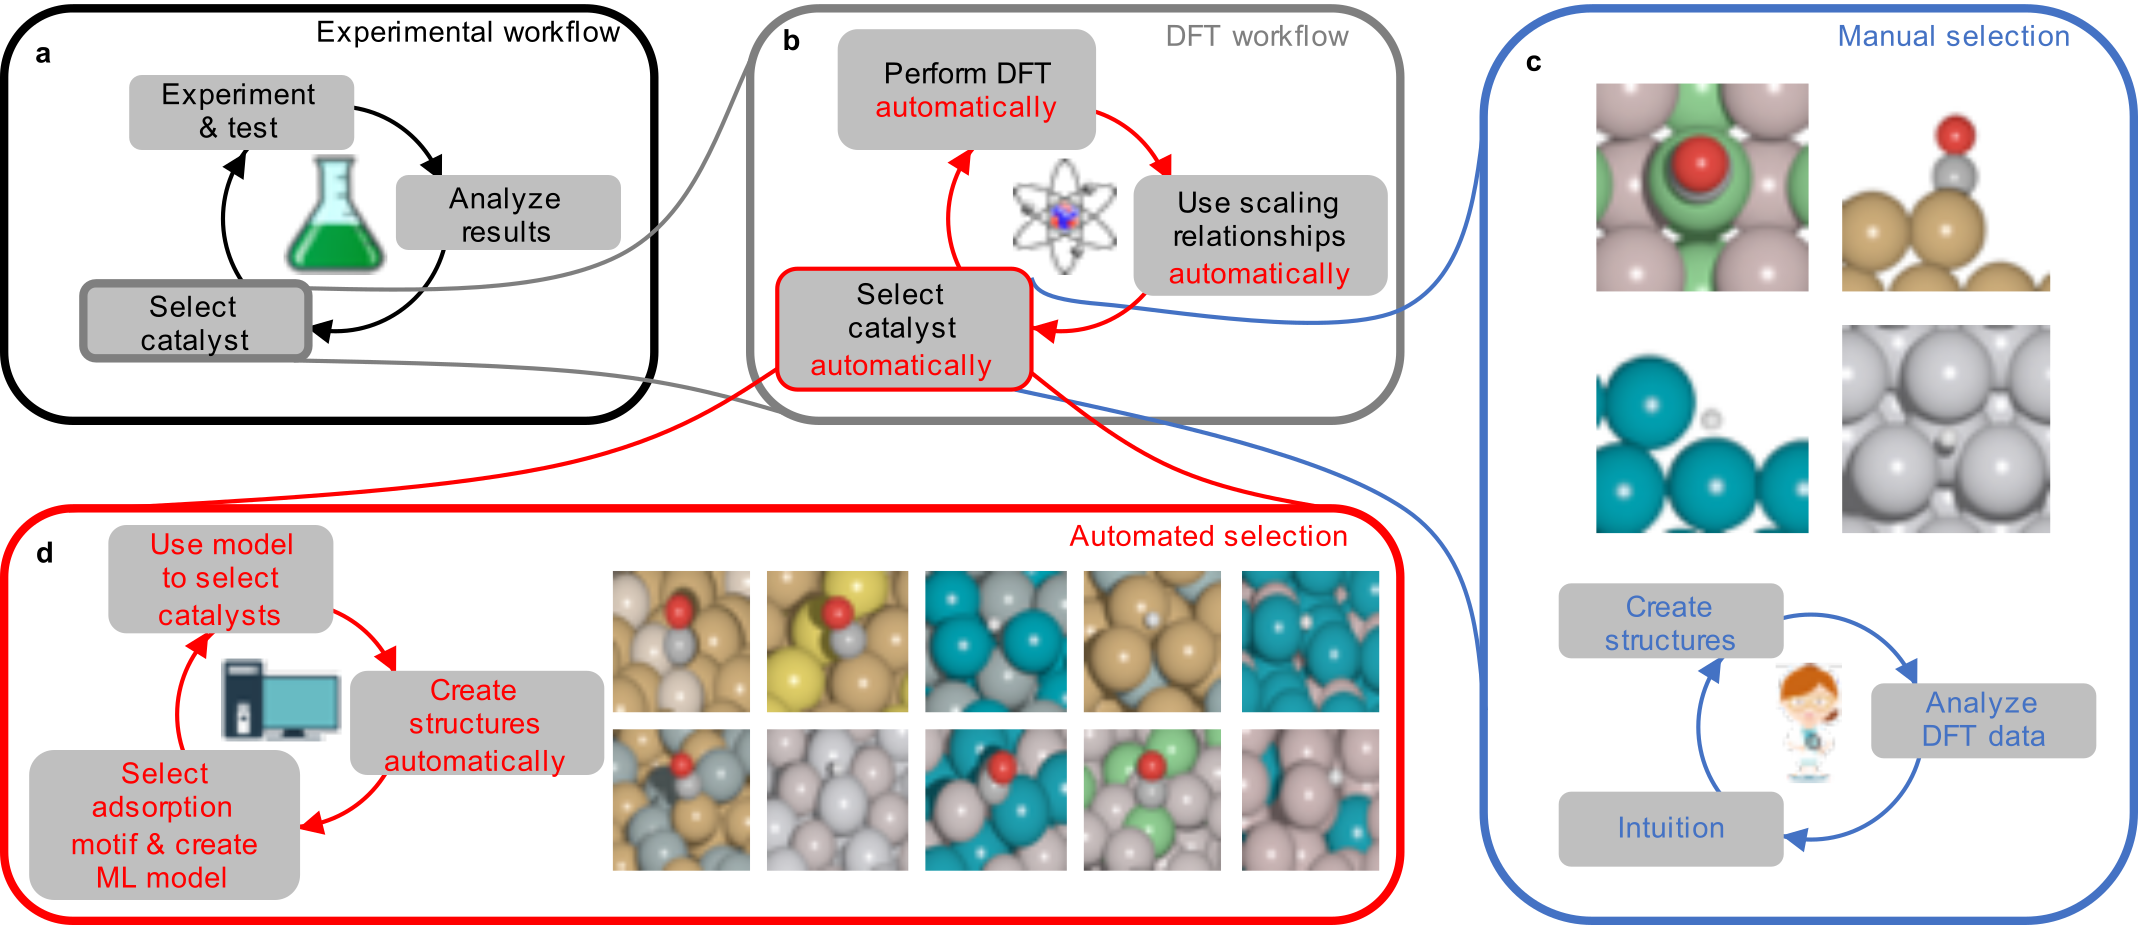 a
Experimental workflow
Experiment
& test
Analyze
results
Select
catalyst
b
DFT workflow
Perform DFT
automatically
Use scaling
relationships
automatically
Select
catalyst
automatically
c
Manual selection
Create
structures
Analyze
DFT data
Intuition
d
Automated selection
Use model
to select
catalysts
Create
structures
automatically
Select
adsorption
motif & create
ML model